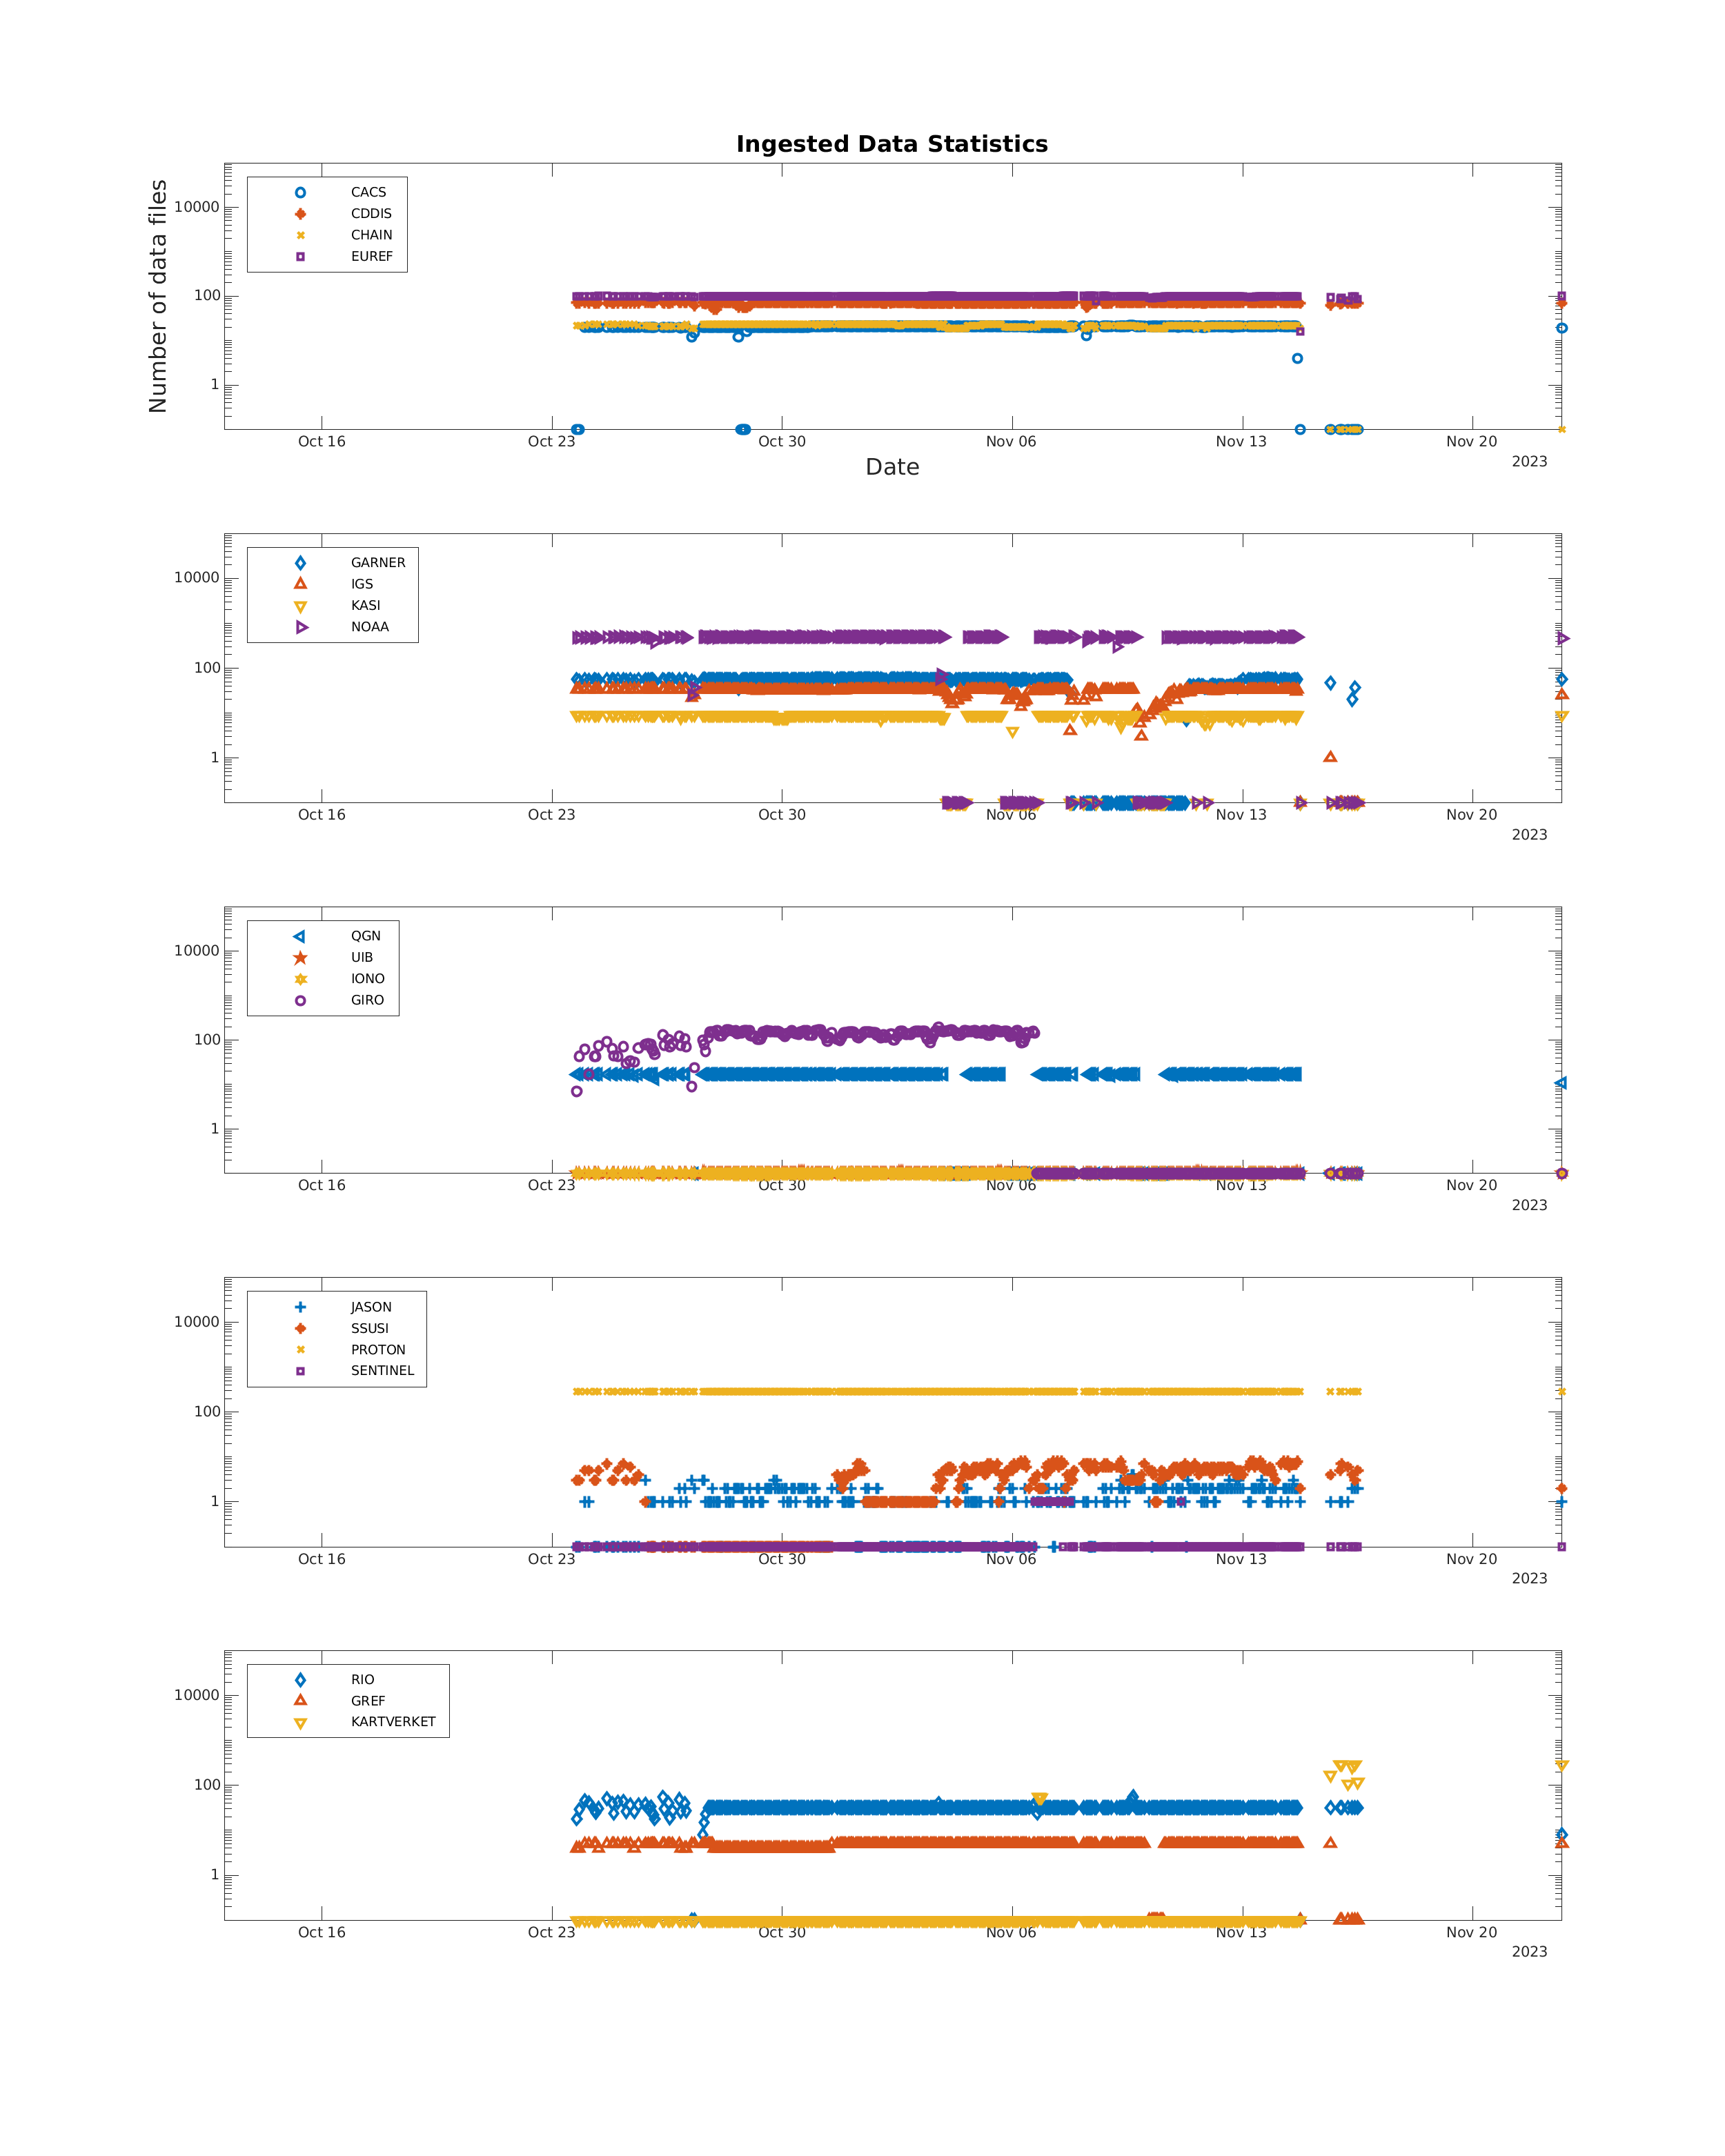 Ingested Data Statistics
Number of data files
CACS
CDDIS
CHAIN
EUREF
10000
100
1
Oct 16 Oct 23 Oct 30 Nov 06 Nov 13 Nov 20
2023
Date
GARNER
IGS
KASI
NOAA
10000
100
1
Oct 16 Oct 23 Oct 30 Nov 06 Nov 13 Nov 20
2023
QGN
UIB
IONO
GIRO
10000
100
1
Oct 16 Oct 23 Oct 30 Nov 06 Nov 13 Nov 20
2023
JASON
SSUSI
PROTON
SENTINEL
10000
100
1
Oct 16 Oct 23 Oct 30 Nov 06 Nov 13 Nov 20
2023
RIO
GREF
KARTVERKET
10000
100
1
Oct 16 Oct 23 Oct 30 Nov 06 Nov 13 Nov 20
2023